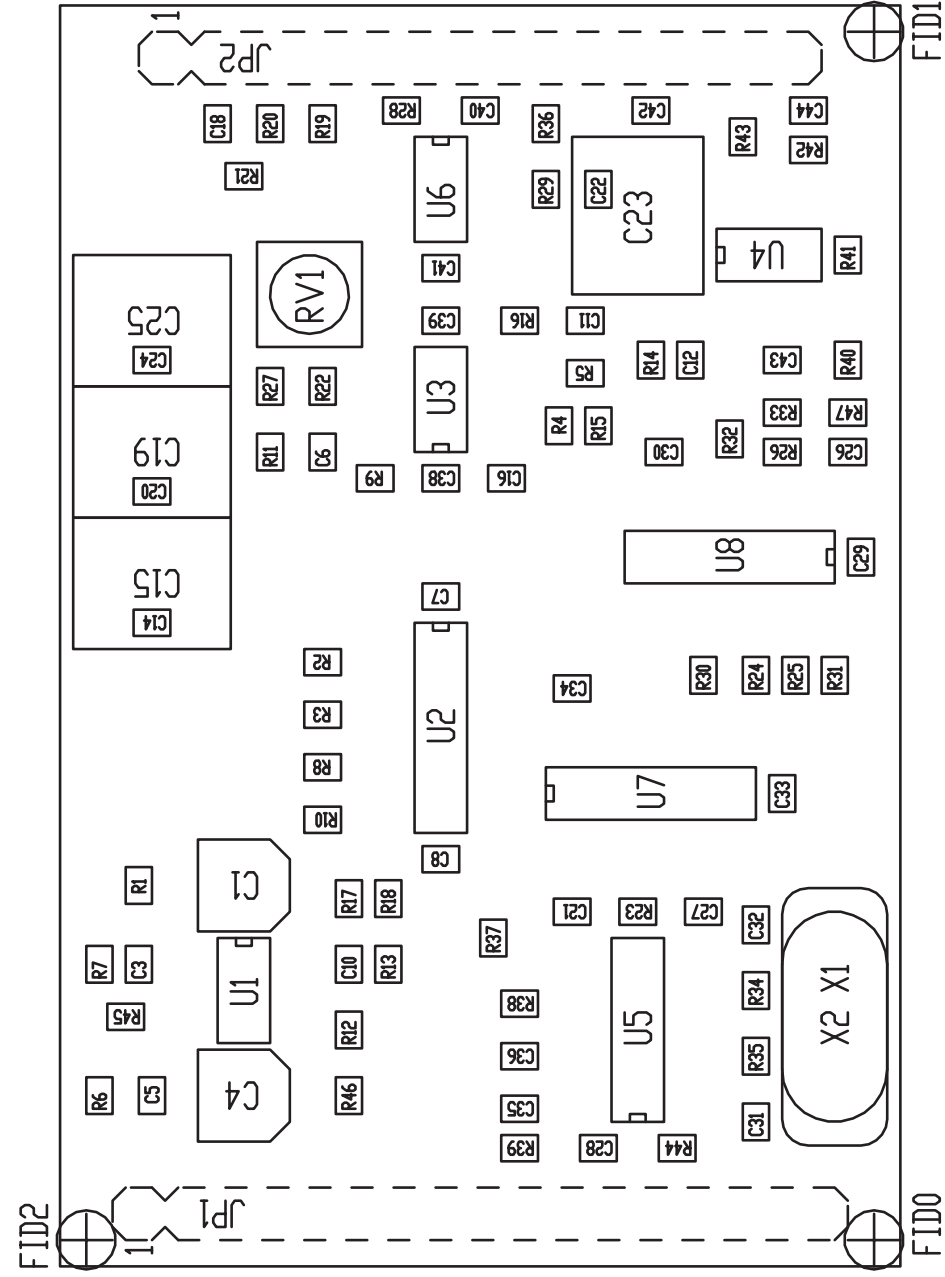 1
FID1
JP2
C18
R20
R19
R28
C40
R36
C42
C44
R43
R42
R21
U6
R29
C22
C23
U4
R41
C41
RV1
C25
C24
C39
R16
C11
R14
C12
C43
R40
R27
R22
U3
R5
R33
R47
R4
R15
R32
C19
R11
C6
C30
R26
C26
C20
R9
C38
C16
U8
C29
C15
C14
C7
R2
C34
R30
R24
R25
R31
R3
U2
R8
U7
C33
R10
C8
R1
C1
R17
R18
C21
R23
C27
C32
R37
R7
C3
U1
C10
R13
R34
X1
R45
R38
R12
U5
X2
C36
R35
R6
C5
C4
R46
C35
C31
R39
C28
R44
JP1
FID2
1
FID0